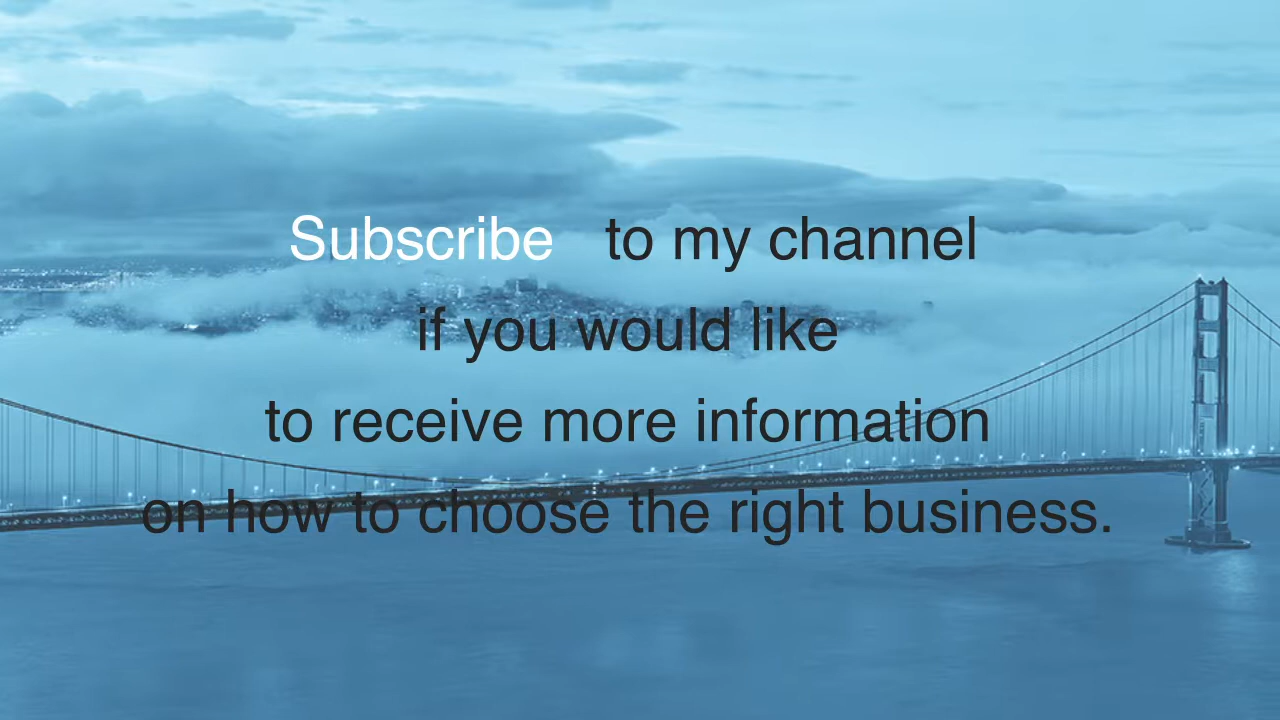 Subscribe to my channel
if you would like
to receive more information
on how to choose the right business.